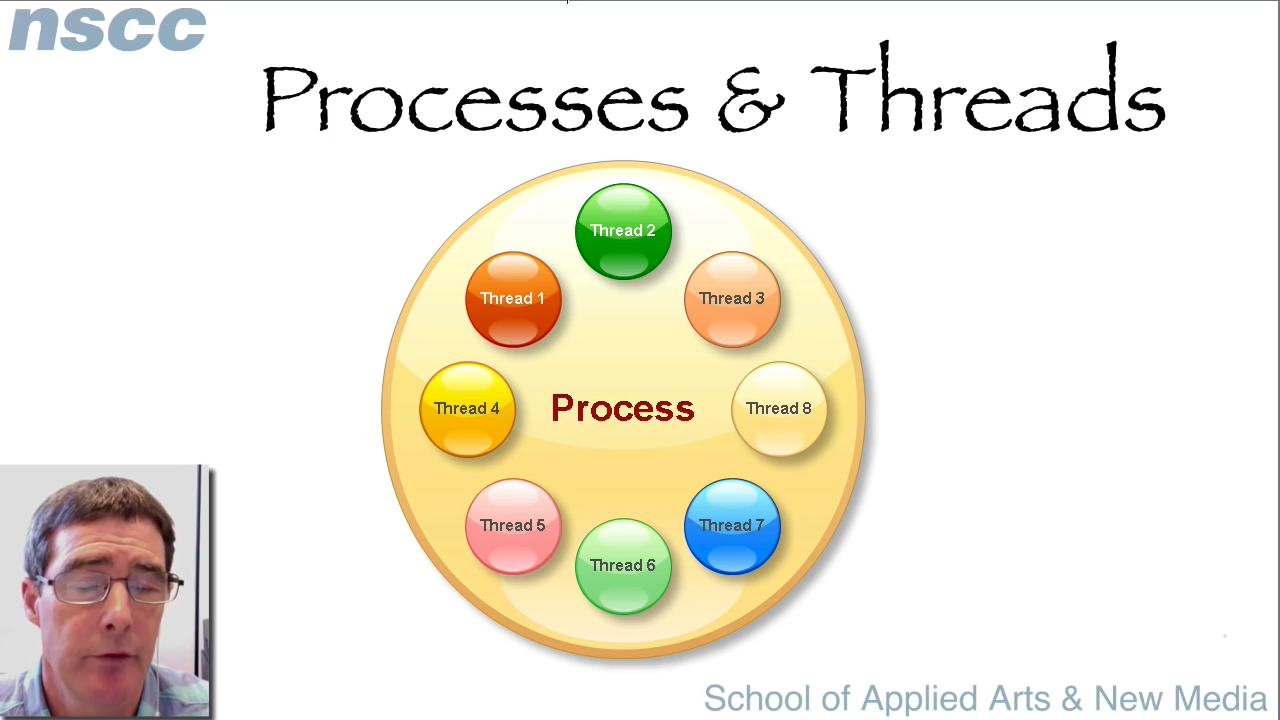 nscc
Processes & Threads
Thread 2
Thread 1
Thread 3
Thread 4
Process
Thread 8
Thread 5
Thread 7
Thread 6
School of Applied Arts & New Media